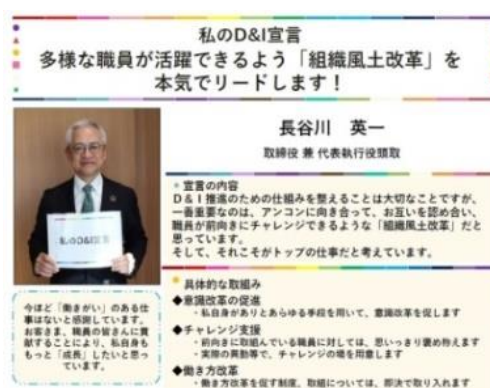 私のD&I宣言
多様な職員が活躍できるよう「組織風土改革」を
本気でリードします！
長谷川　英一
取締役 兼 代表執行役頭取
宣言の内容
D＆I推進のための仕組みを整えることは大切なことですが、
一番重要なのは、アンコンに向き合って、お互いを認め合い、
職員が前向きにチャレンジできるような「組織風土改革」だと
思っています。
そして、それこそがトップの仕事だと考えています。
私のD&I宣言
今ほど「働きがい」のある仕
事はないと感謝しています。
お客さま、職員の皆さんに貢
献することにより、私自身も
もっと「成長」したいと思っ
ています。
具体的な取組み
◆意識改革の促進
・私自身がありとあらゆる手段を用いて、意識改革を促します
◆チャレンジ支援
・前向きに取組んでいる職員に対しては、思いっきり褒め称えます
・実際の異動等で、チャレンジの場を用意します
◆働き方改革
・働き方改革を促す制度、取組については、即決で取り入れます